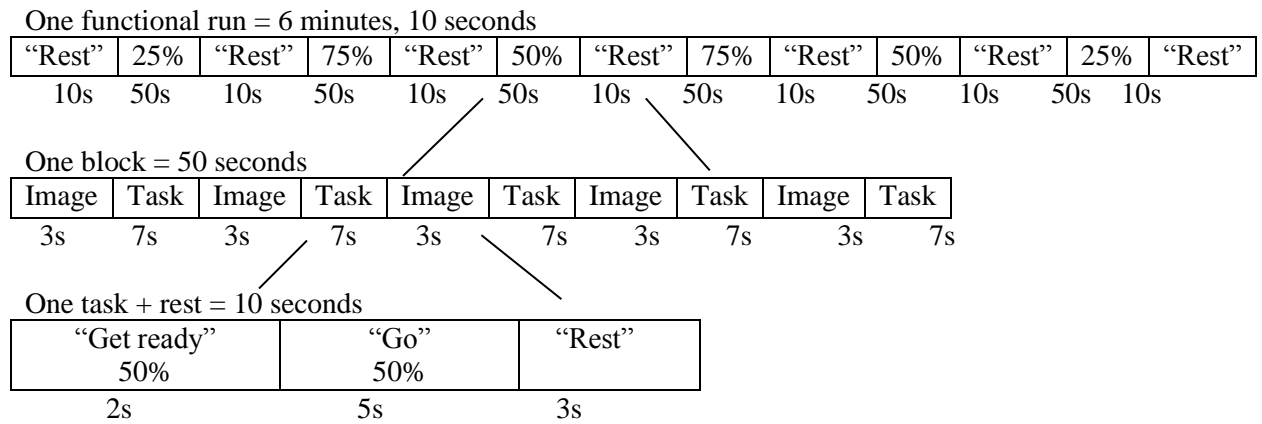 One functional run = 6 minutes, 10 seconds
“Rest” 25% “Rest” 75% “Rest” 50% “Rest” 75% “Rest” 50% “Rest” 25% “Rest”
10s 50s 10s 50s 10s 50s 10s 50s 10s 50s 10s 50s 10s
One block = 50 seconds
Image Task Image Task Image Task Image Task Image Task
3s 7s 3s 7s 3s 7s 3s 7s 3s 7s
One task + rest = 10 seconds
“Get ready” “Go” “Rest”
50% 50%
2s 5s 3s